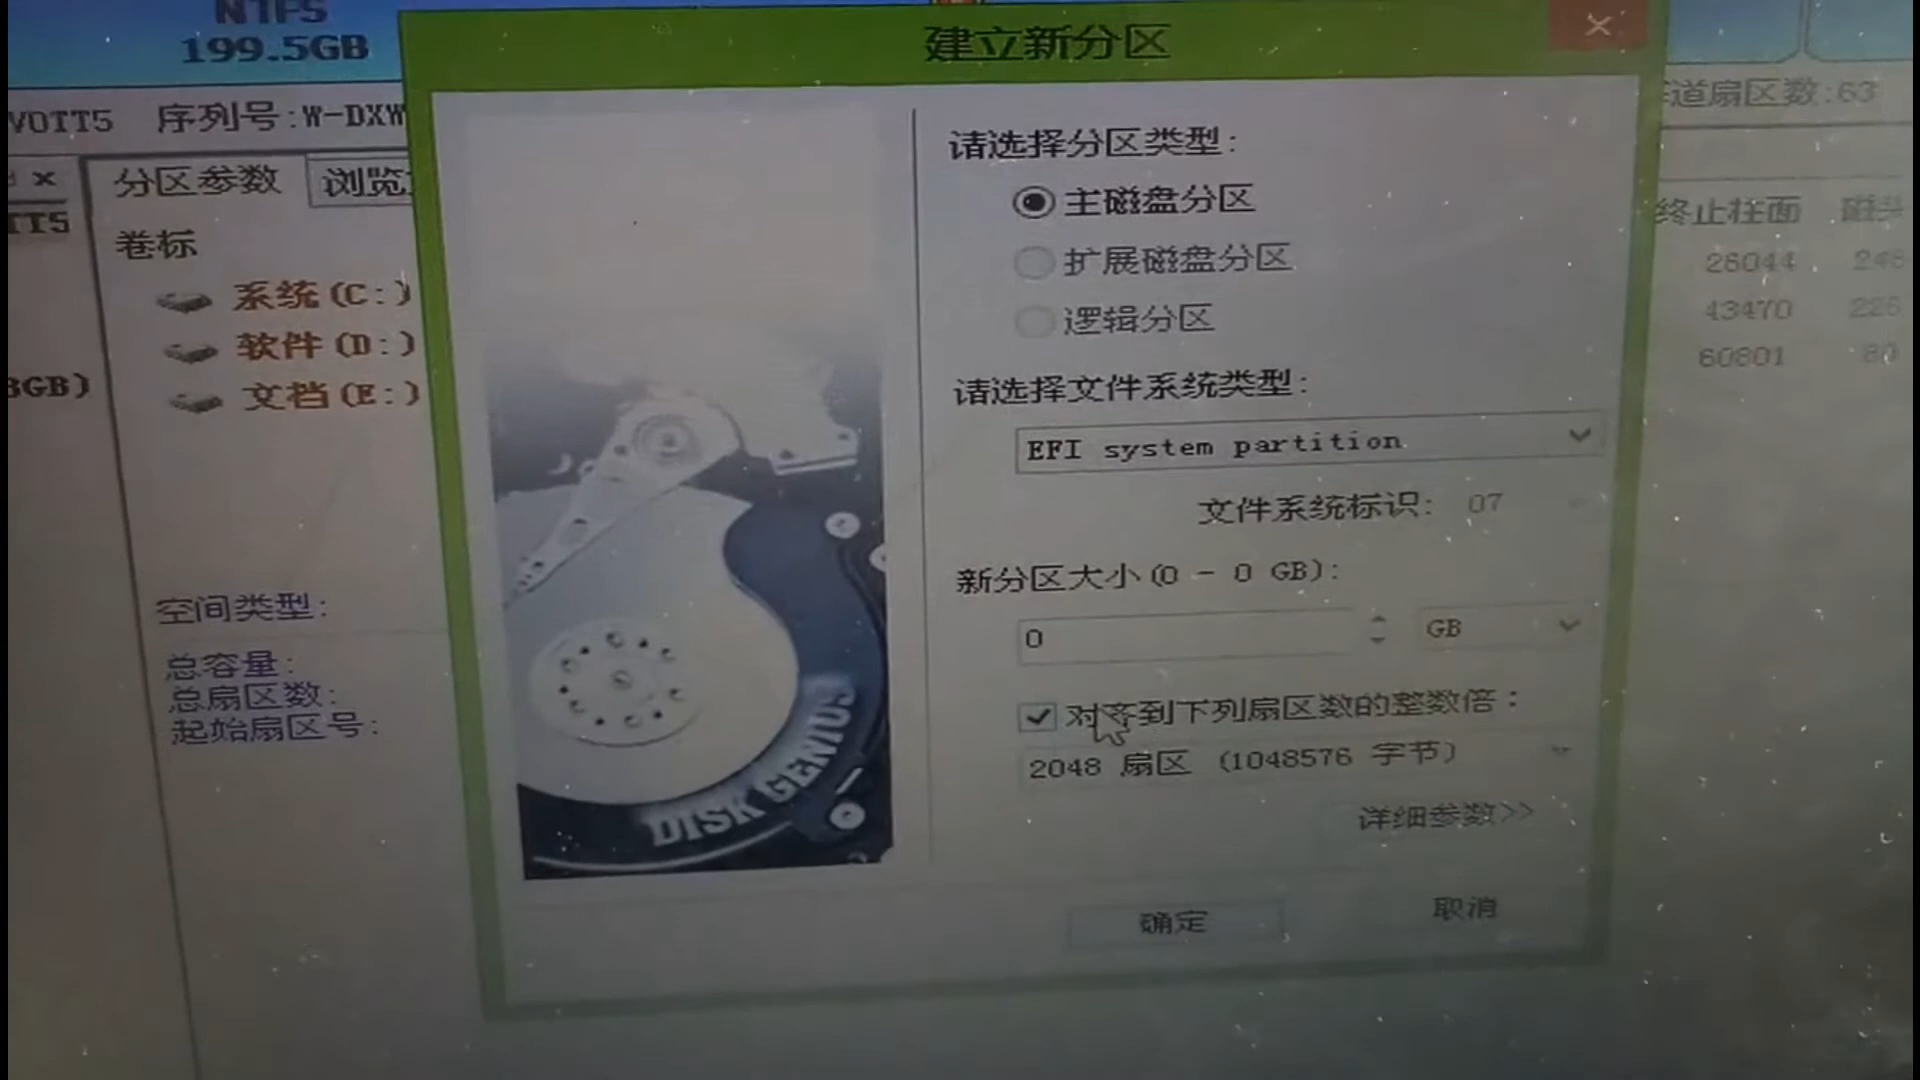 NTFS
199.5GB
建立新分区
VOTT5 序列号:W-DXW
道扇区数:63
分区参数 浏览
TT5
卷标
终止柱面 磁头
系统(C:)
26044
软件(D:)
43470
文档(E:)
60801 80
3GB)
空间类型:
总容量:
总扇区数:
起始扇区号:
请选择分区类型:
主磁盘分区
扩展磁盘分区
逻辑分区
请选择文件系统类型:
EFI system partition
文件系统标识: 07
新分区大小(0 - 0 GB):
0 GB
对齐到下列扇区数的整数倍:
2048 扇区 (1048576 字节)
详细参数>>
确定 取消
DISK GENIUS